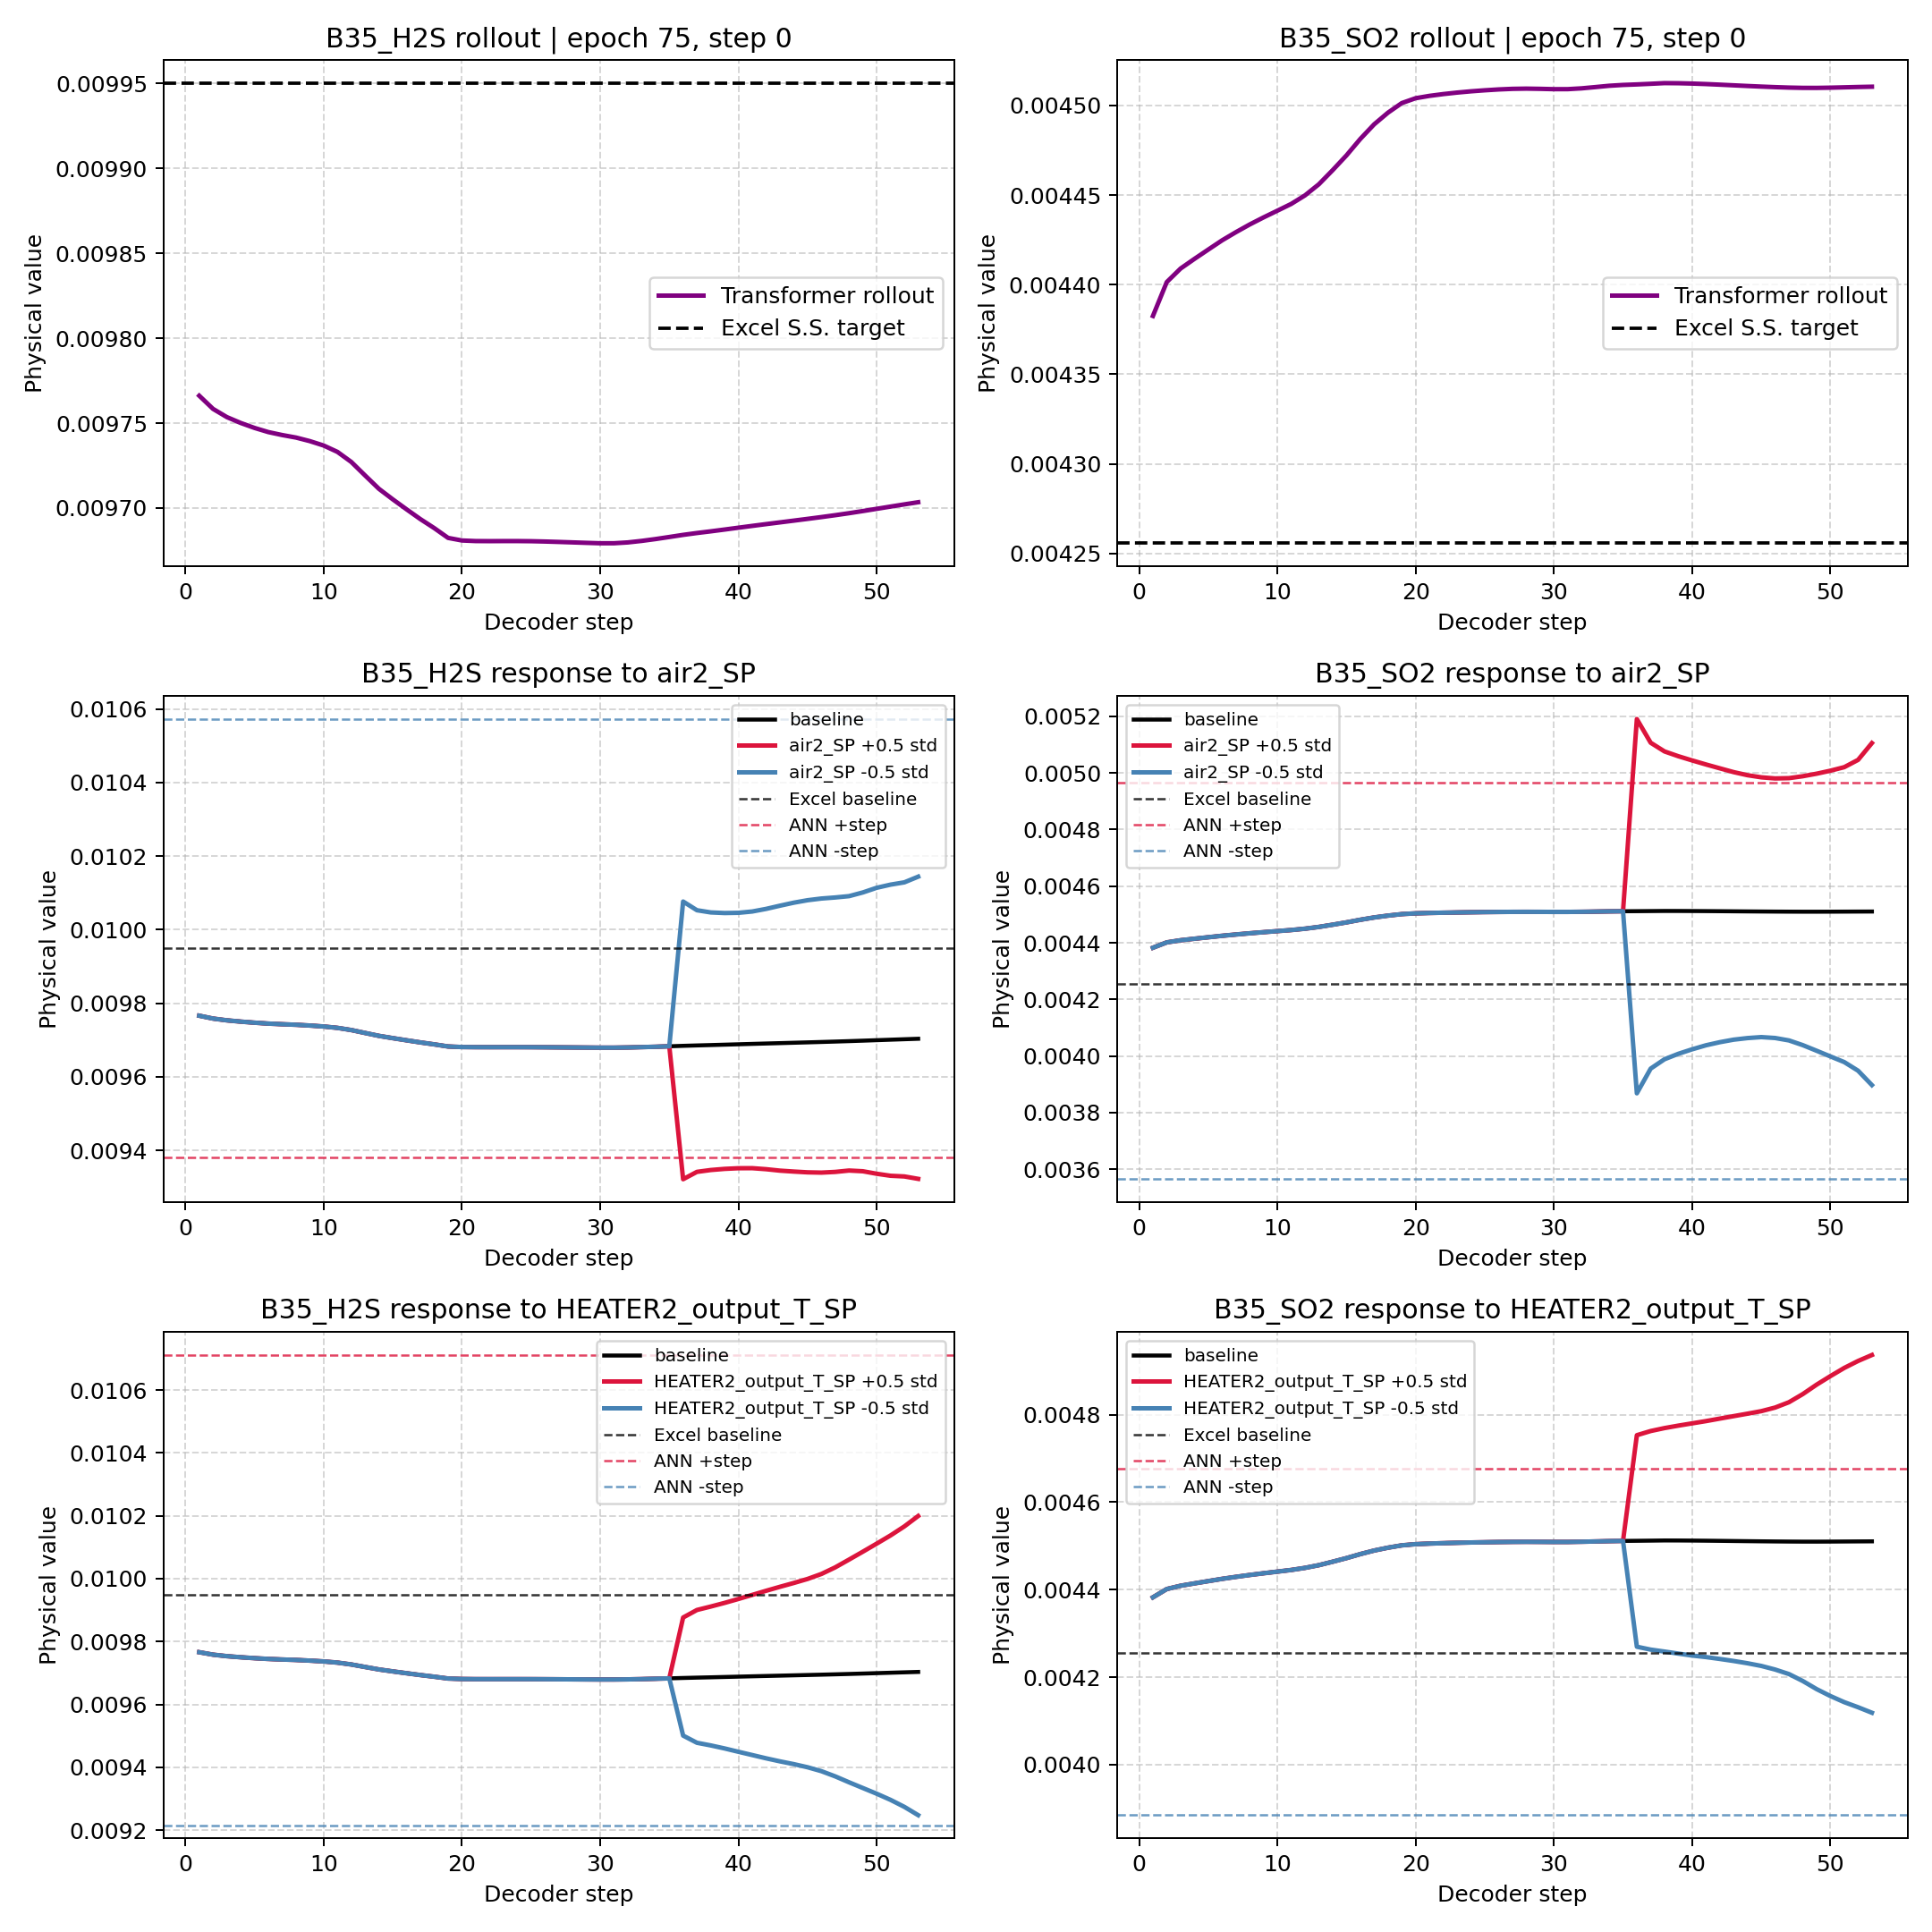 B35_H2S rollout | epoch 75, step 0
0.00995
0.00990
0.00985
0.00980
0.00975
0.00970
Physical value
Transformer rollout
Excel S.S. target
0 10 20 30 40 50
Decoder step
B35_SO2 rollout | epoch 75, step 0
0.00450
0.00445
0.00440
0.00435
0.00430
0.00425
Physical value
Transformer rollout
Excel S.S. target
0 10 20 30 40 50
Decoder step
B35_H2S response to air2_SP
0.0106
0.0104
0.0102
0.0100
0.0098
0.0096
0.0094
Physical value
baseline
air2_SP +0.5 std
air2_SP -0.5 std
Excel baseline
ANN +step
ANN -step
0 10 20 30 40 50
Decoder step
B35_SO2 response to air2_SP
0.0052
0.0050
0.0048
0.0046
0.0044
0.0042
0.0040
0.0038
0.0036
Physical value
baseline
air2_SP +0.5 std
air2_SP -0.5 std
Excel baseline
ANN +step
ANN -step
0 10 20 30 40 50
Decoder step
B35_H2S response to HEATER2_output_T_SP
0.0106
0.0104
0.0102
0.0100
0.0098
0.0096
0.0094
0.0092
Physical value
baseline
HEATER2_output_T_SP +0.5 std
HEATER2_output_T_SP -0.5 std
Excel baseline
ANN +step
ANN -step
0 10 20 30 40 50
Decoder step
B35_SO2 response to HEATER2_output_T_SP
0.0048
0.0046
0.0044
0.0042
0.0040
Physical value
baseline
HEATER2_output_T_SP +0.5 std
HEATER2_output_T_SP -0.5 std
Excel baseline
ANN +step
ANN -step
0 10 20 30 40 50
Decoder step